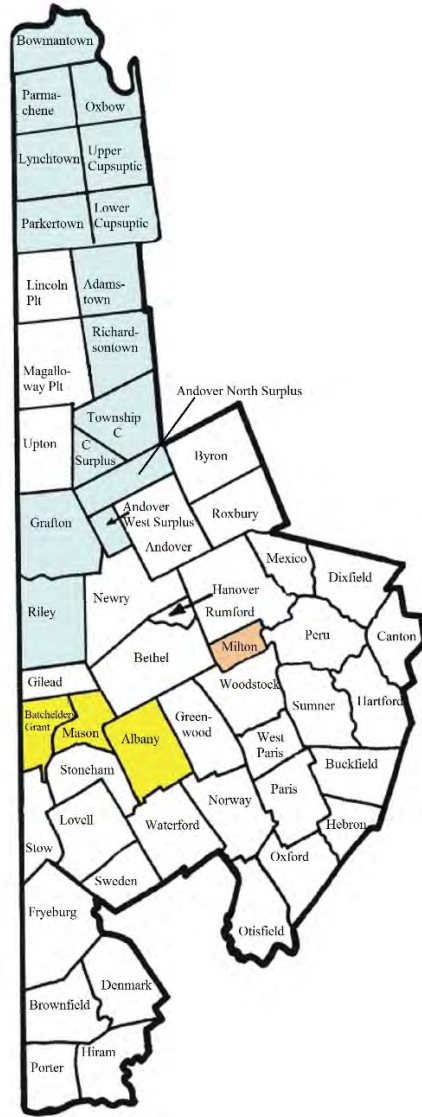 Bowmantown
Parma-
chene
Oxbow
Lynchtown
Upper
Cupsuptic
Parkertown
Lower
Cupsuptic
Lincoln
Plt
Adams-
town
Richard-
sontown
Magallo-
way Plt
Andover North Surplus
Township
C
Upton
C
Surplus
Byron
Andover
West Surplus
Grafton
Roxbury
Andover
Mexico
Dixfield
Newry
Hanover
Riley
Rumford
Peru
Canton
Milton
Bethel
Gilead
Woodstock
Hartford
Sumner
Batchelders
Grant
Mason
Albany
Green-
wood
West
Paris
Stoneham
Buckfield
Paris
Norway
Lovell
Waterford
Hebron
Stow
Oxford
Sweden
Fryeburg
Otisfield
Denmark
Brownfield
Hiram
Porter